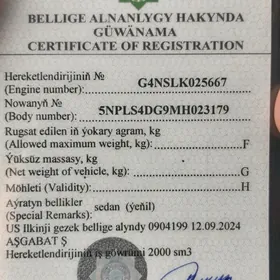 BELLIGE ALNANLYGY HAKYNDA
GÜWÄNAMA
CERTIFICATE OF REGISTRATION
Hereketlendirijiniň №
(Engine number): G4NSLK025667
Nowanyň №
(Body number): 5NPLS4DG9MH023179
Rugsat edilen iň ýokary agram, kg
(Allowed maximum weight, kg) F
Ýüksüz massasy, kg
(Net weight of vehicle, kg) G
Möhleti (Validity) H
Aýratyn bellikler
(Special Remarks): sedan (ýeňil)
US Ilkinji gezek bellige alyndy 0904199 12.09.2024
AŞGABAT Ş
Hereketlendirijiniň iş göwrümi 2000 sm3